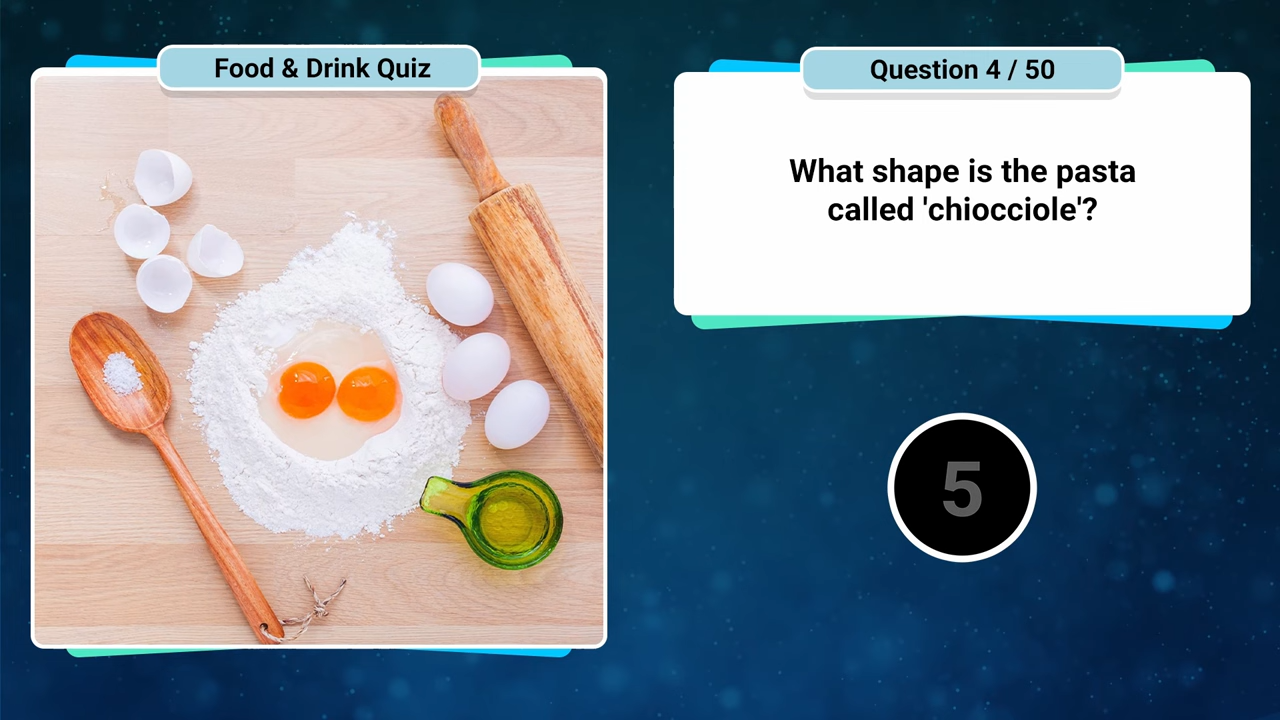 Food & Drink Quiz
Question 4 / 50
What shape is the pasta
called 'chiocciole'?
5